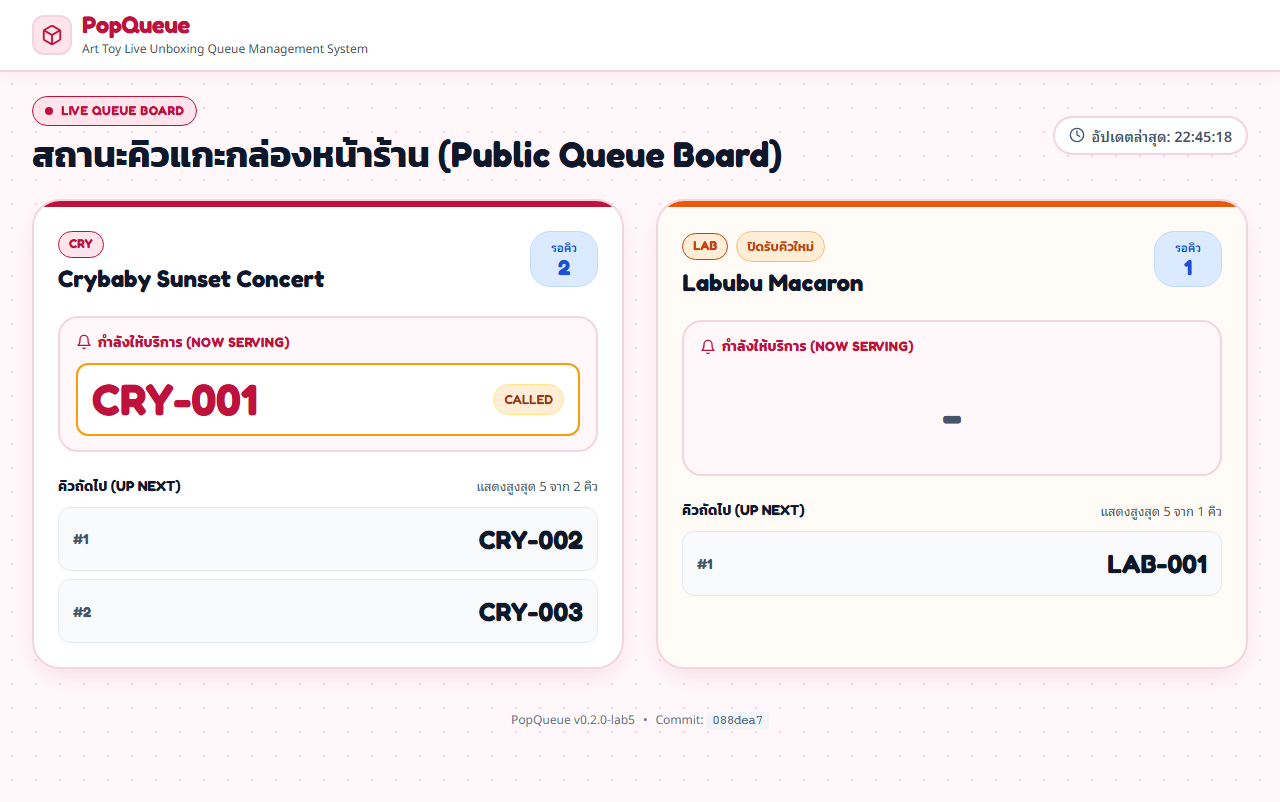 PopQueue
Art Toy Live Unboxing Queue Management System
LIVE QUEUE BOARD
สถานะคิวแกะกล่องหน้าร้าน (Public Queue Board)
อัปเดตล่าสุด: 22:45:18
CRY
Crybaby Sunset Concert
รอคิว
2
กำลังให้บริการ (NOW SERVING)
CRY-001
CALLED
คิวถัดไป (UP NEXT)
แสดงสูงสุด 5 จาก 2 คิว
#1
CRY-002
#2
CRY-003
LAB
ปิดรับคิวใหม่
Labubu Macaron
รอคิว
1
กำลังให้บริการ (NOW SERVING)
-
คิวถัดไป (UP NEXT)
แสดงสูงสุด 5 จาก 1 คิว
#1
LAB-001
PopQueue v0.2.0-lab5 • Commit: 088dea7